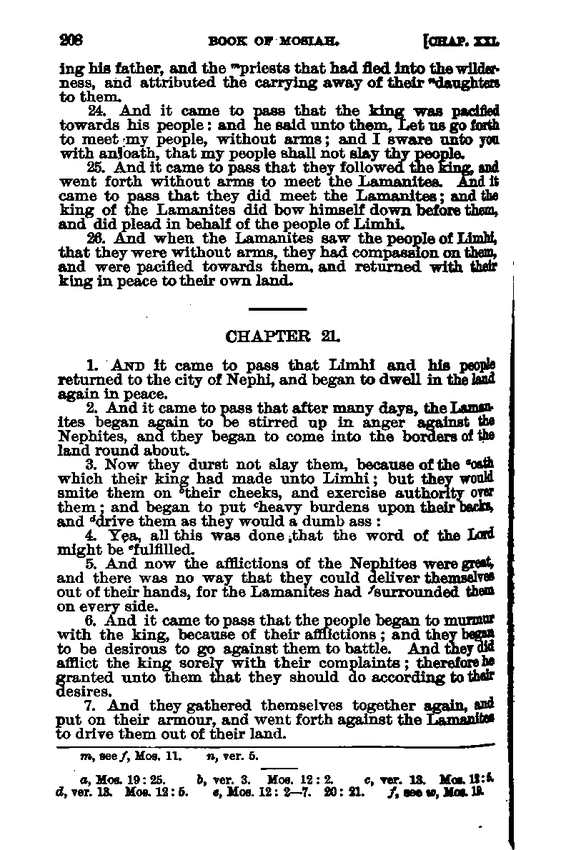 208 BOOK OF MOSIAH. [CHAP. XXI.
ing his father, and the ᵐpriests that had fled into the wilder-
ness, and attributed the carrying away of their ⁿdaughters
to them.
24. And it came to pass that the king was pacified
towards his people: and he said unto them, Let us go forth
to meet my people, without arms; and I sware unto you
with an oath, that my people shall not slay thy people.
25. And it came to pass that they followed the king, and
went forth without arms to meet the Lamanites. And it
came to pass that they did meet the Lamanites; and the
king of the Lamanites did bow himself down before them,
and did plead in behalf of the people of Limhi.
26. And when the Lamanites saw the people of Limhi,
that they were without arms, they had compassion on them,
and were pacified towards them, and returned with their
king in peace to their own land.
CHAPTER 21.
1. AND it came to pass that Limhi and his people
returned to the city of Nephi, and began to dwell in the land
again in peace.
2. And it came to pass that after many days, the Laman-
ites began again to be stirred up in anger against the
Nephites, and they began to come into the borders of the
land round about.
3. Now they durst not slay them, because of the ᵃoath
which their king had made unto Limhi; but they would
smite them on ᵇtheir cheeks, and exercise authority over
them; and began to put ᶜheavy burdens upon their backs,
and ᵈdrive them as they would a dumb ass:
4. Yea, all this was done that the word of the Lord
might be ᵉfulfilled.
5. And now the afflictions of the Nephites were great,
and there was no way that they could deliver themselves
out of their hands, for the Lamanites had ᶠsurrounded them
on every side.
6. And it came to pass that the people began to murmur
with the king, because of their afflictions; and they began
to be desirous to go against them to battle. And they did
afflict the king sorely with their complaints; therefore he
granted unto them that they should do according to their
desires.
7. And they gathered themselves together again, and
put on their armour, and went forth against the Lamanites
to drive them out of their land.
m, see f, Mos. 11. n, ver. 5.
a, Mos. 19:25. b, ver. 3. Mos. 12:2. c, ver. 13. Mos. 12:5.
d, ver. 13. Mos. 12:5. e, Mos. 12:2—7. 20:21. f, see w, Mos. 19.